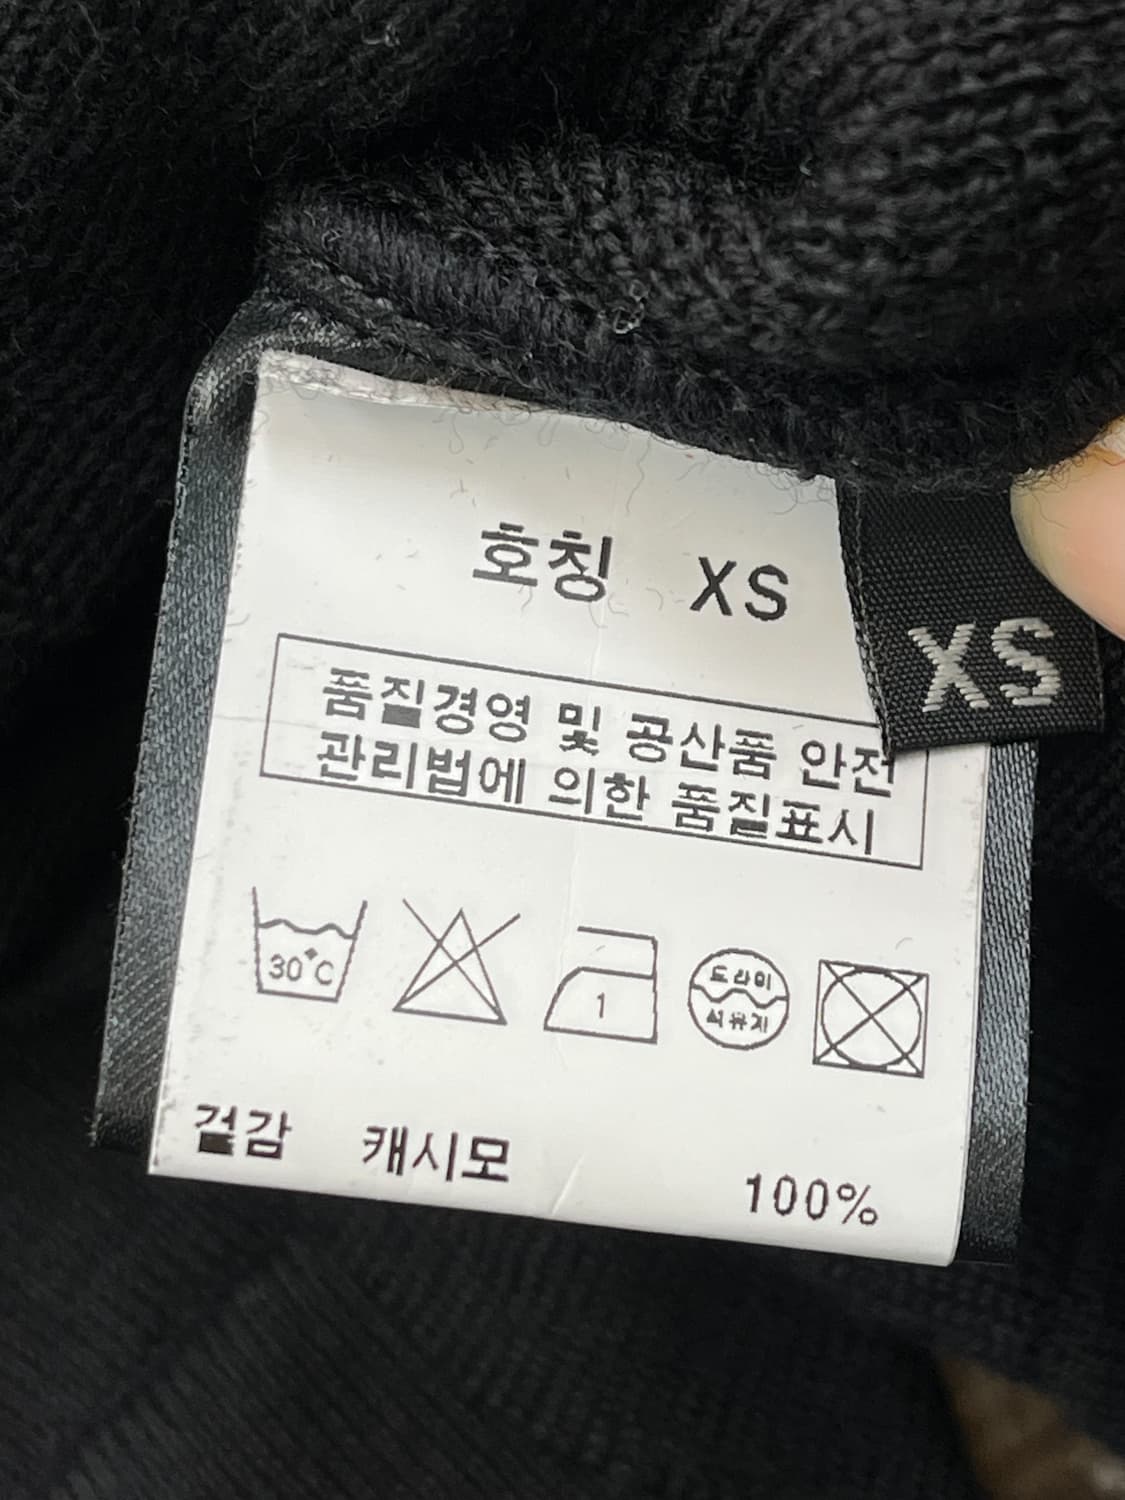 호칭 XS
XS
품질경영 및 공산품 안전
관리법에 의한 품질표시
30°C
1
드라이
석유지
겉감 캐시모 100%